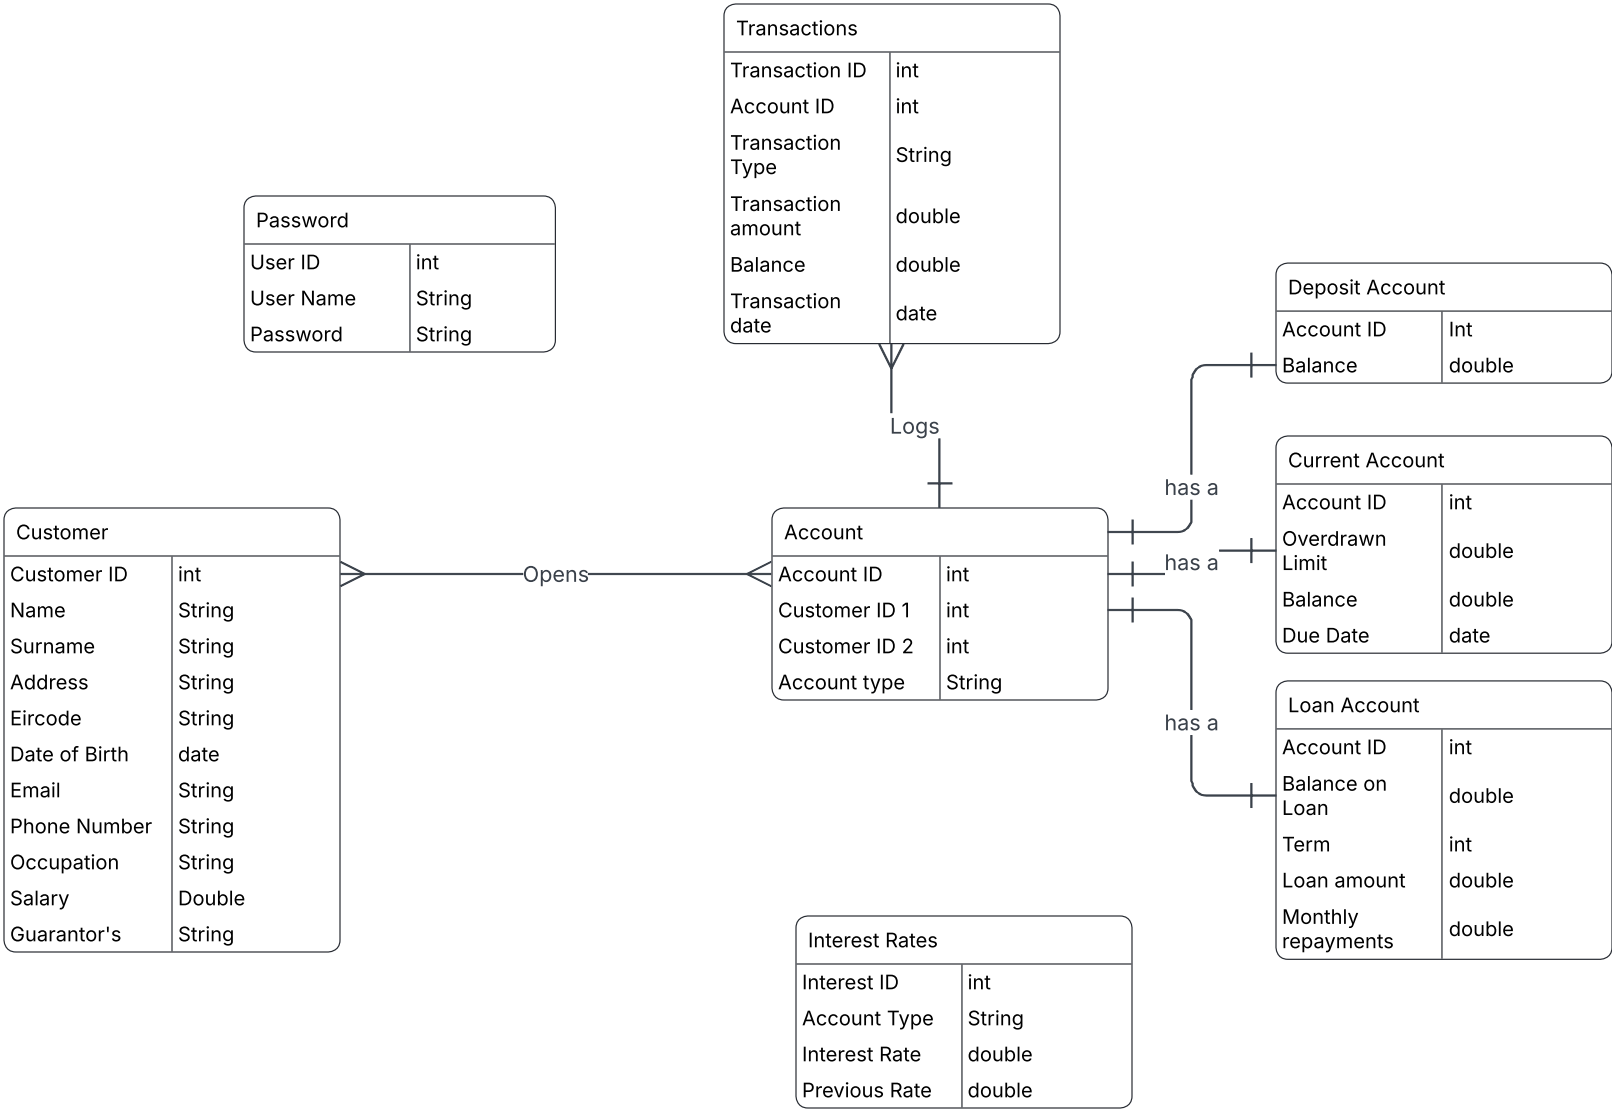 Transactions
Transaction ID int
Account ID int
Transaction
Type
String
Transaction
amount
double
Balance double
Transaction
date
date
Password
User ID int
User Name String
Password String
Deposit Account
Account ID Int
Balance double
Logs
has a
Current Account
Account ID int
Overdrawn
Limit
double
Balance double
Due Date date
has a
Customer
Customer ID int
Name String
Surname String
Address String
Eircode String
Date of Birth date
Email String
Phone Number String
Occupation String
Salary Double
Guarantor's String
Opens
Account
Account ID int
Customer ID 1 int
Customer ID 2 int
Account type String
has a
Loan Account
Account ID int
Balance on
Loan
double
Term int
Loan amount double
Monthly
repayments
double
Interest Rates
Interest ID int
Account Type String
Interest Rate double
Previous Rate double